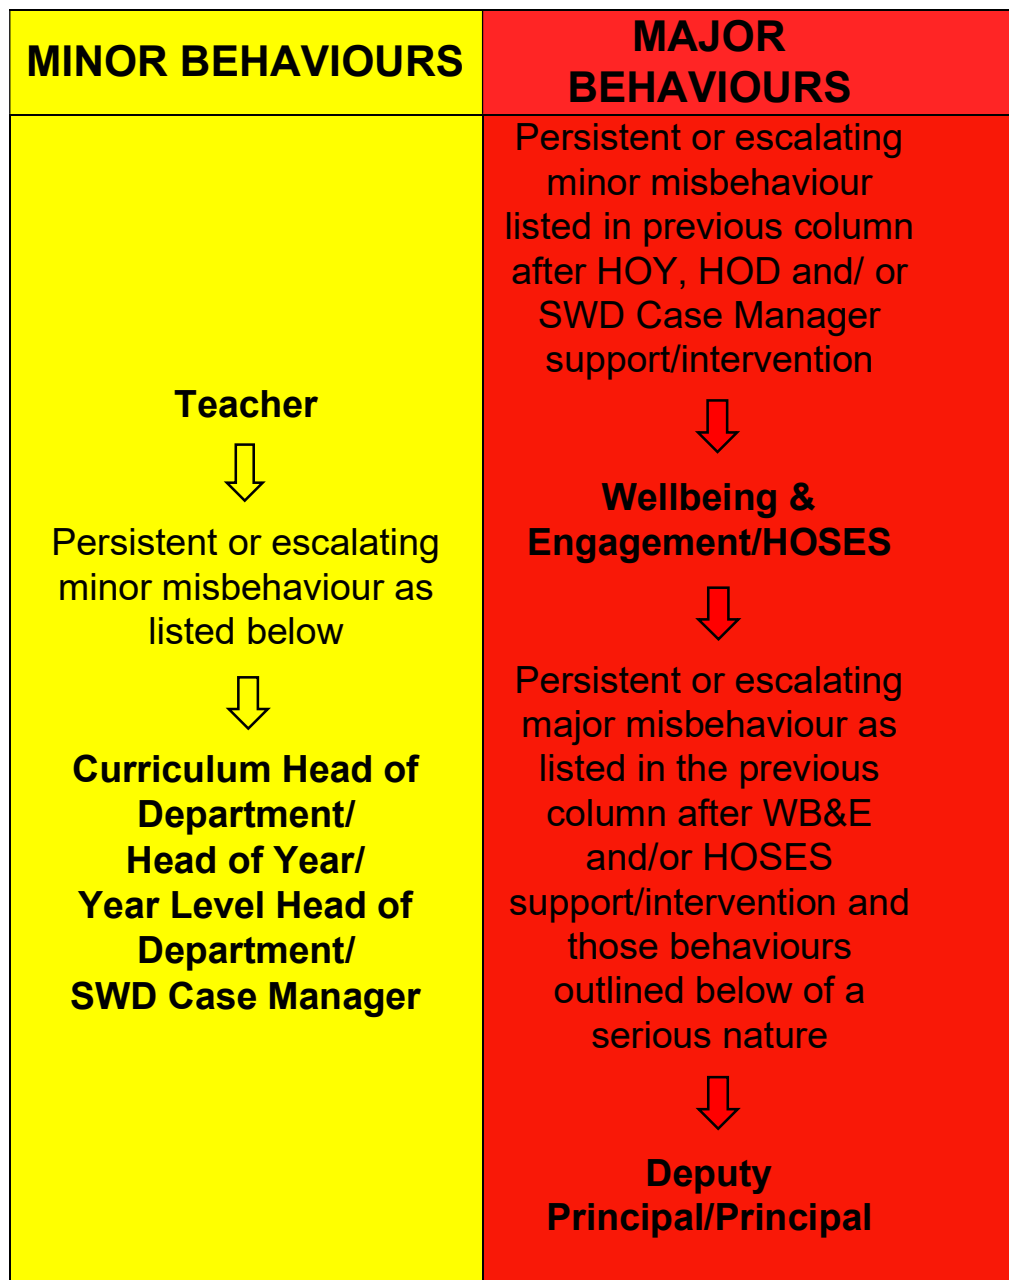 MINOR BEHAVIOURS
MAJOR
BEHAVIOURS
Teacher
Persistent or escalating
minor misbehaviour as
listed below
Curriculum Head of
Department/
Head of Year/
Year Level Head of
Department/
SWD Case Manager
Persistent or escalating
minor misbehaviour
listed in previous column
after HOY, HOD and/ or
SWD Case Manager
support/intervention
Wellbeing &
Engagement/HOSES
Persistent or escalating
major misbehaviour as
listed in the previous
column after WB&E
and/or HOSES
support/intervention and
those behaviours
outlined below of a
serious nature
Deputy
Principal/Principal